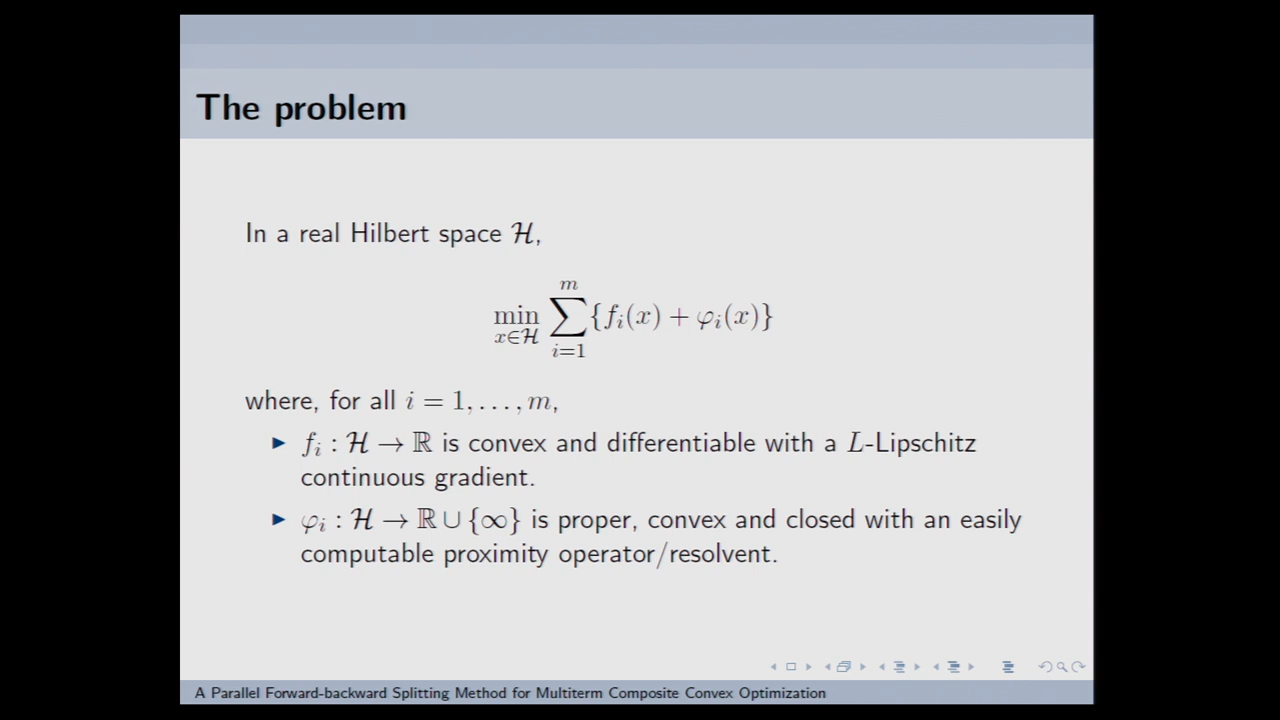 The problem
In a real Hilbert space ℋ,
min_{x∈ℋ} ∑_{i=1}^{m} {f_i(x) + φ_i(x)}
where, for all i = 1, . . . , m,
▶ f_i : ℋ → ℝ is convex and differentiable with a L-Lipschitz
continuous gradient.
▶ φ_i : ℋ → ℝ ∪ {∞} is proper, convex and closed with an easily
computable proximity operator/resolvent.
A Parallel Forward-backward Splitting Method for Multiterm Composite Convex Optimization